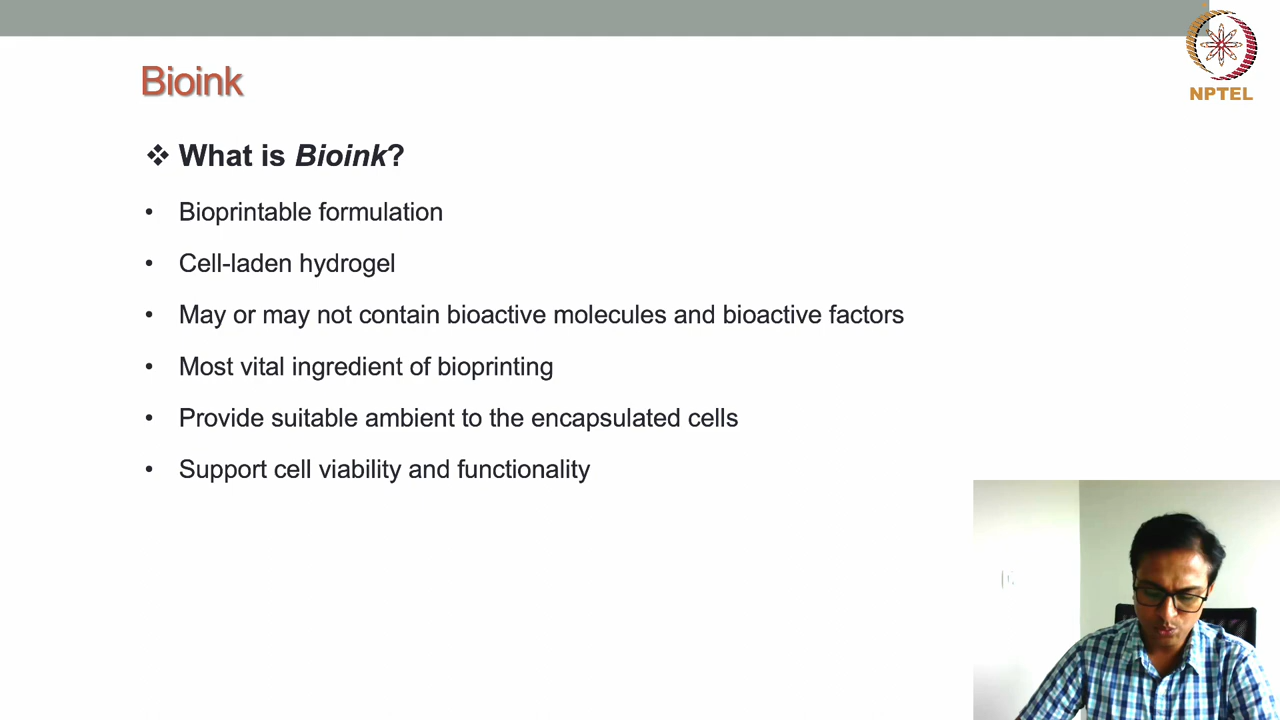 NPTEL
Bioink
❖ What is Bioink?
• Bioprintable formulation
• Cell-laden hydrogel
• May or may not contain bioactive molecules and bioactive factors
• Most vital ingredient of bioprinting
• Provide suitable ambient to the encapsulated cells
• Support cell viability and functionality